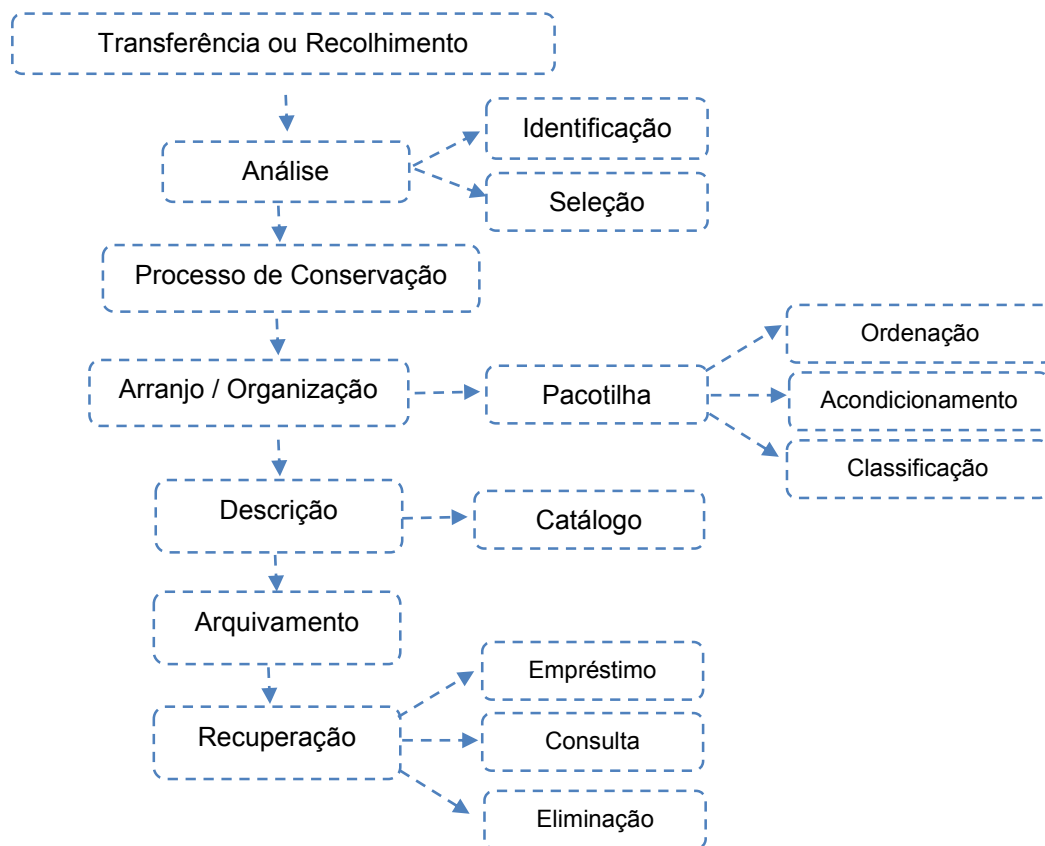 Transferência ou Recolhimento
Identificação
Análise
Seleção
Processo de Conservação
Ordenação
Arranjo / Organização
Pacotilha
Acondicionamento
Classificação
Descrição
Catálogo
Arquivamento
Empréstimo
Recuperação
Consulta
Eliminação